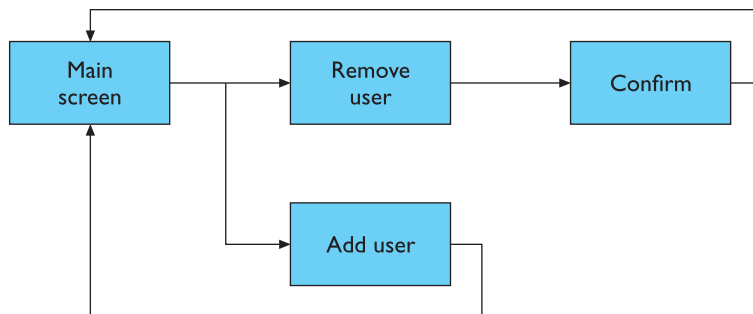 Main
screen
Remove
user
Confirm
Add user